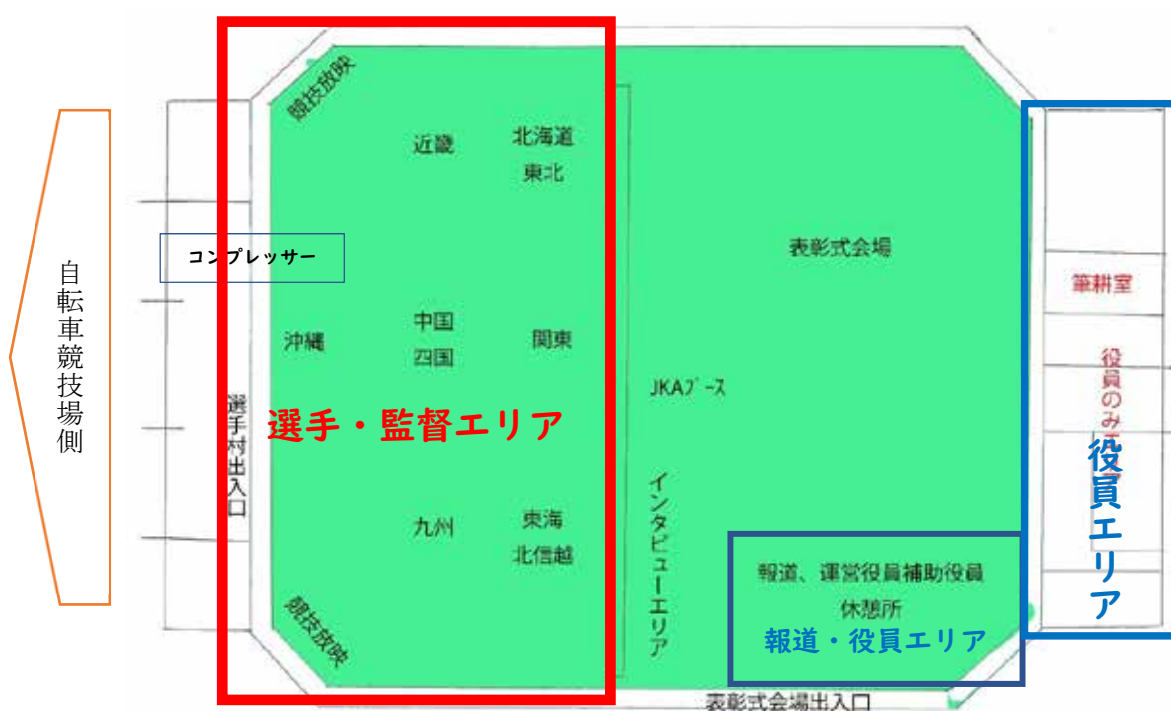 競技放映
近畿
北海道
東北
表彰式会場
コンプレッサー
筆耕室
自転車競技場側
沖縄
中国
四国
関東
JKAブース
役員のみ
選手・監督エリア
選手村出入口
役員エリア
インタビューエリア
九州
東海
北信越
報道、運営役員補助役員
休憩所
報道・役員エリア
競技放映
表彰式会場出入口